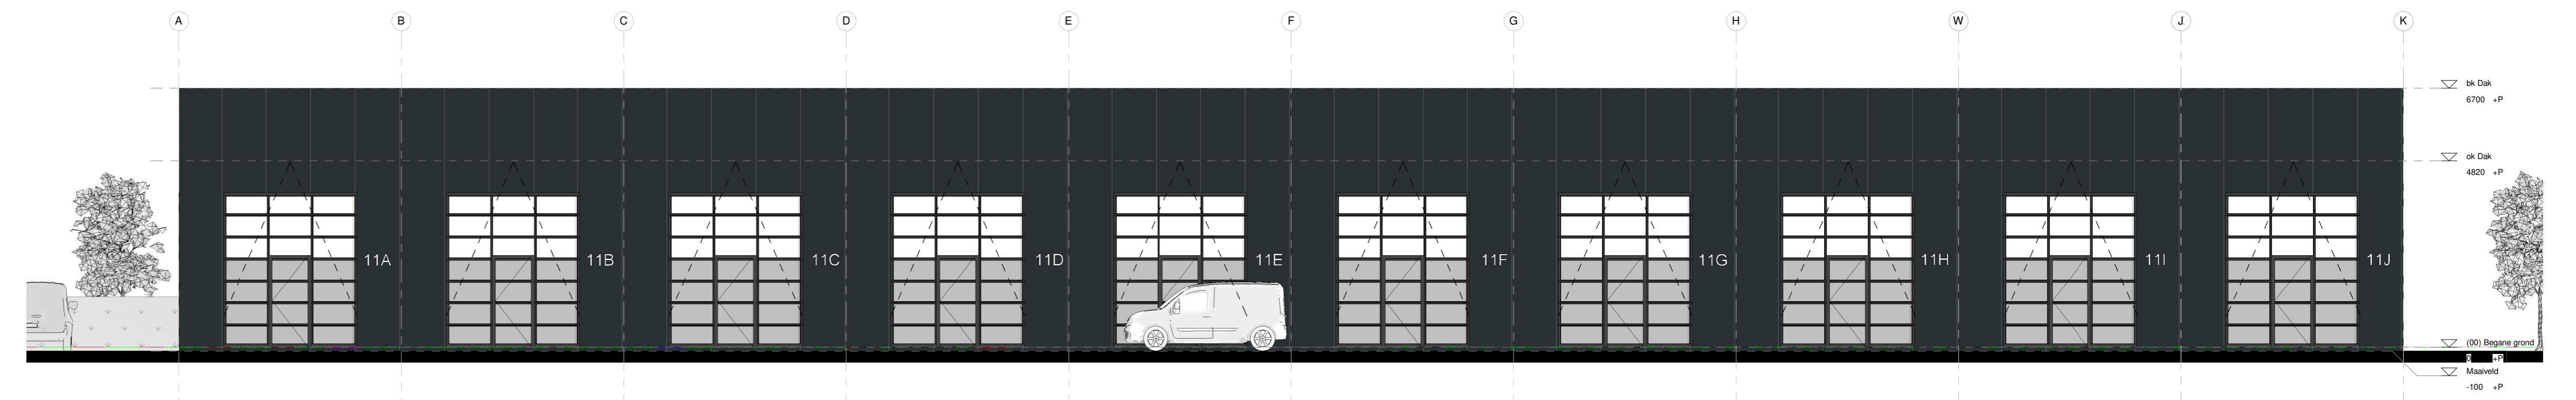 A B C D E F G H W J K
bk Dak
6700 +P
ok Dak
4820 +P
11A 11B 11C 11D 11E 11F 11G 11H 11I 11J
(00) Begane grond
0 +P
Maaiveld
-100 +P